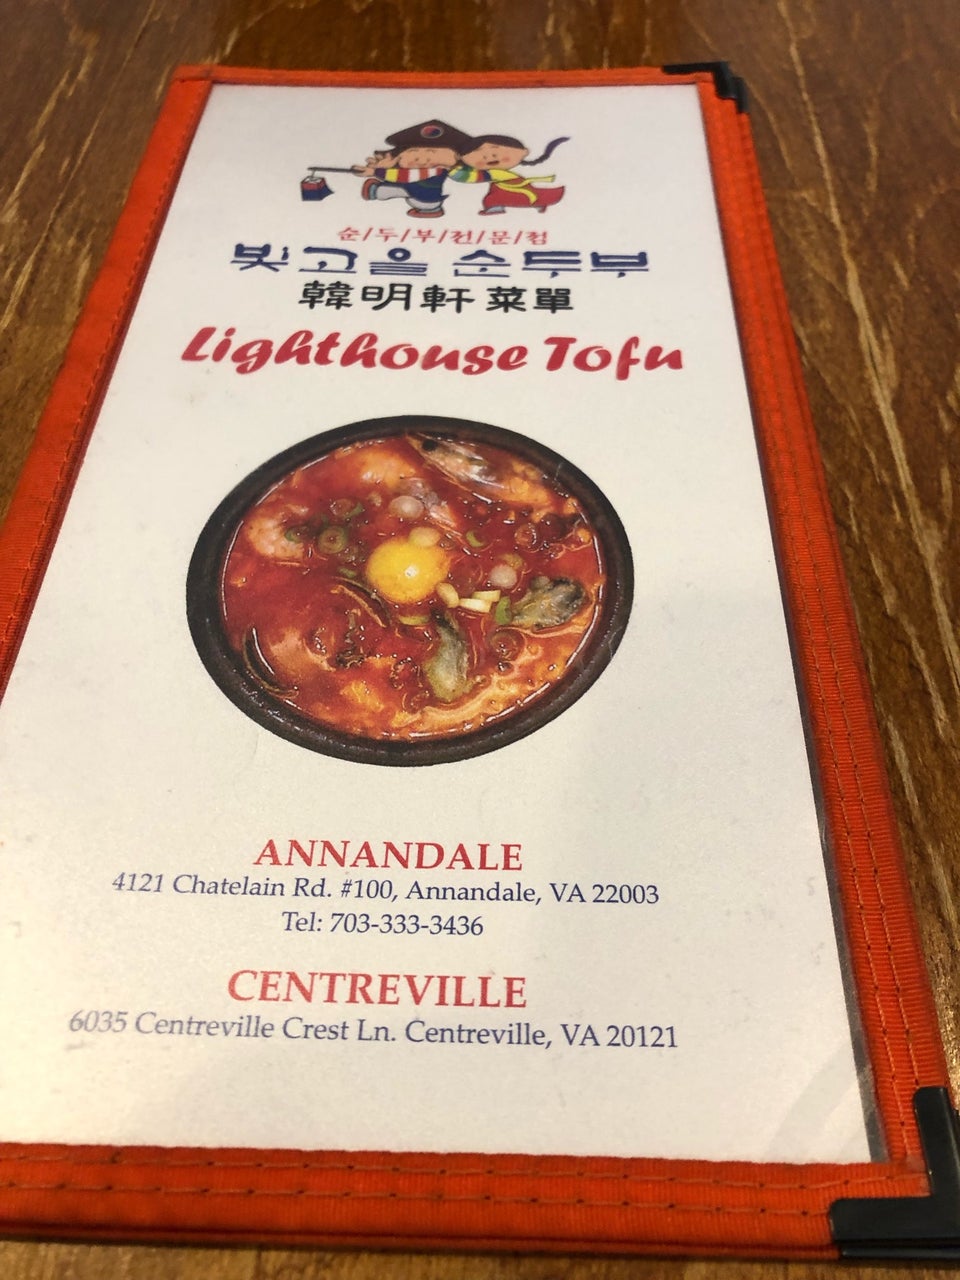 순/두/부/전/문/점
빛고을 순두부
韓明軒 菜單
Lighthouse Tofu
ANNANDALE
4121 Chatelain Rd. #100, Annandale, VA 22003
Tel: 703-333-3436
CENTREVILLE
6035 Centreville Crest Ln. Centreville, VA 20121